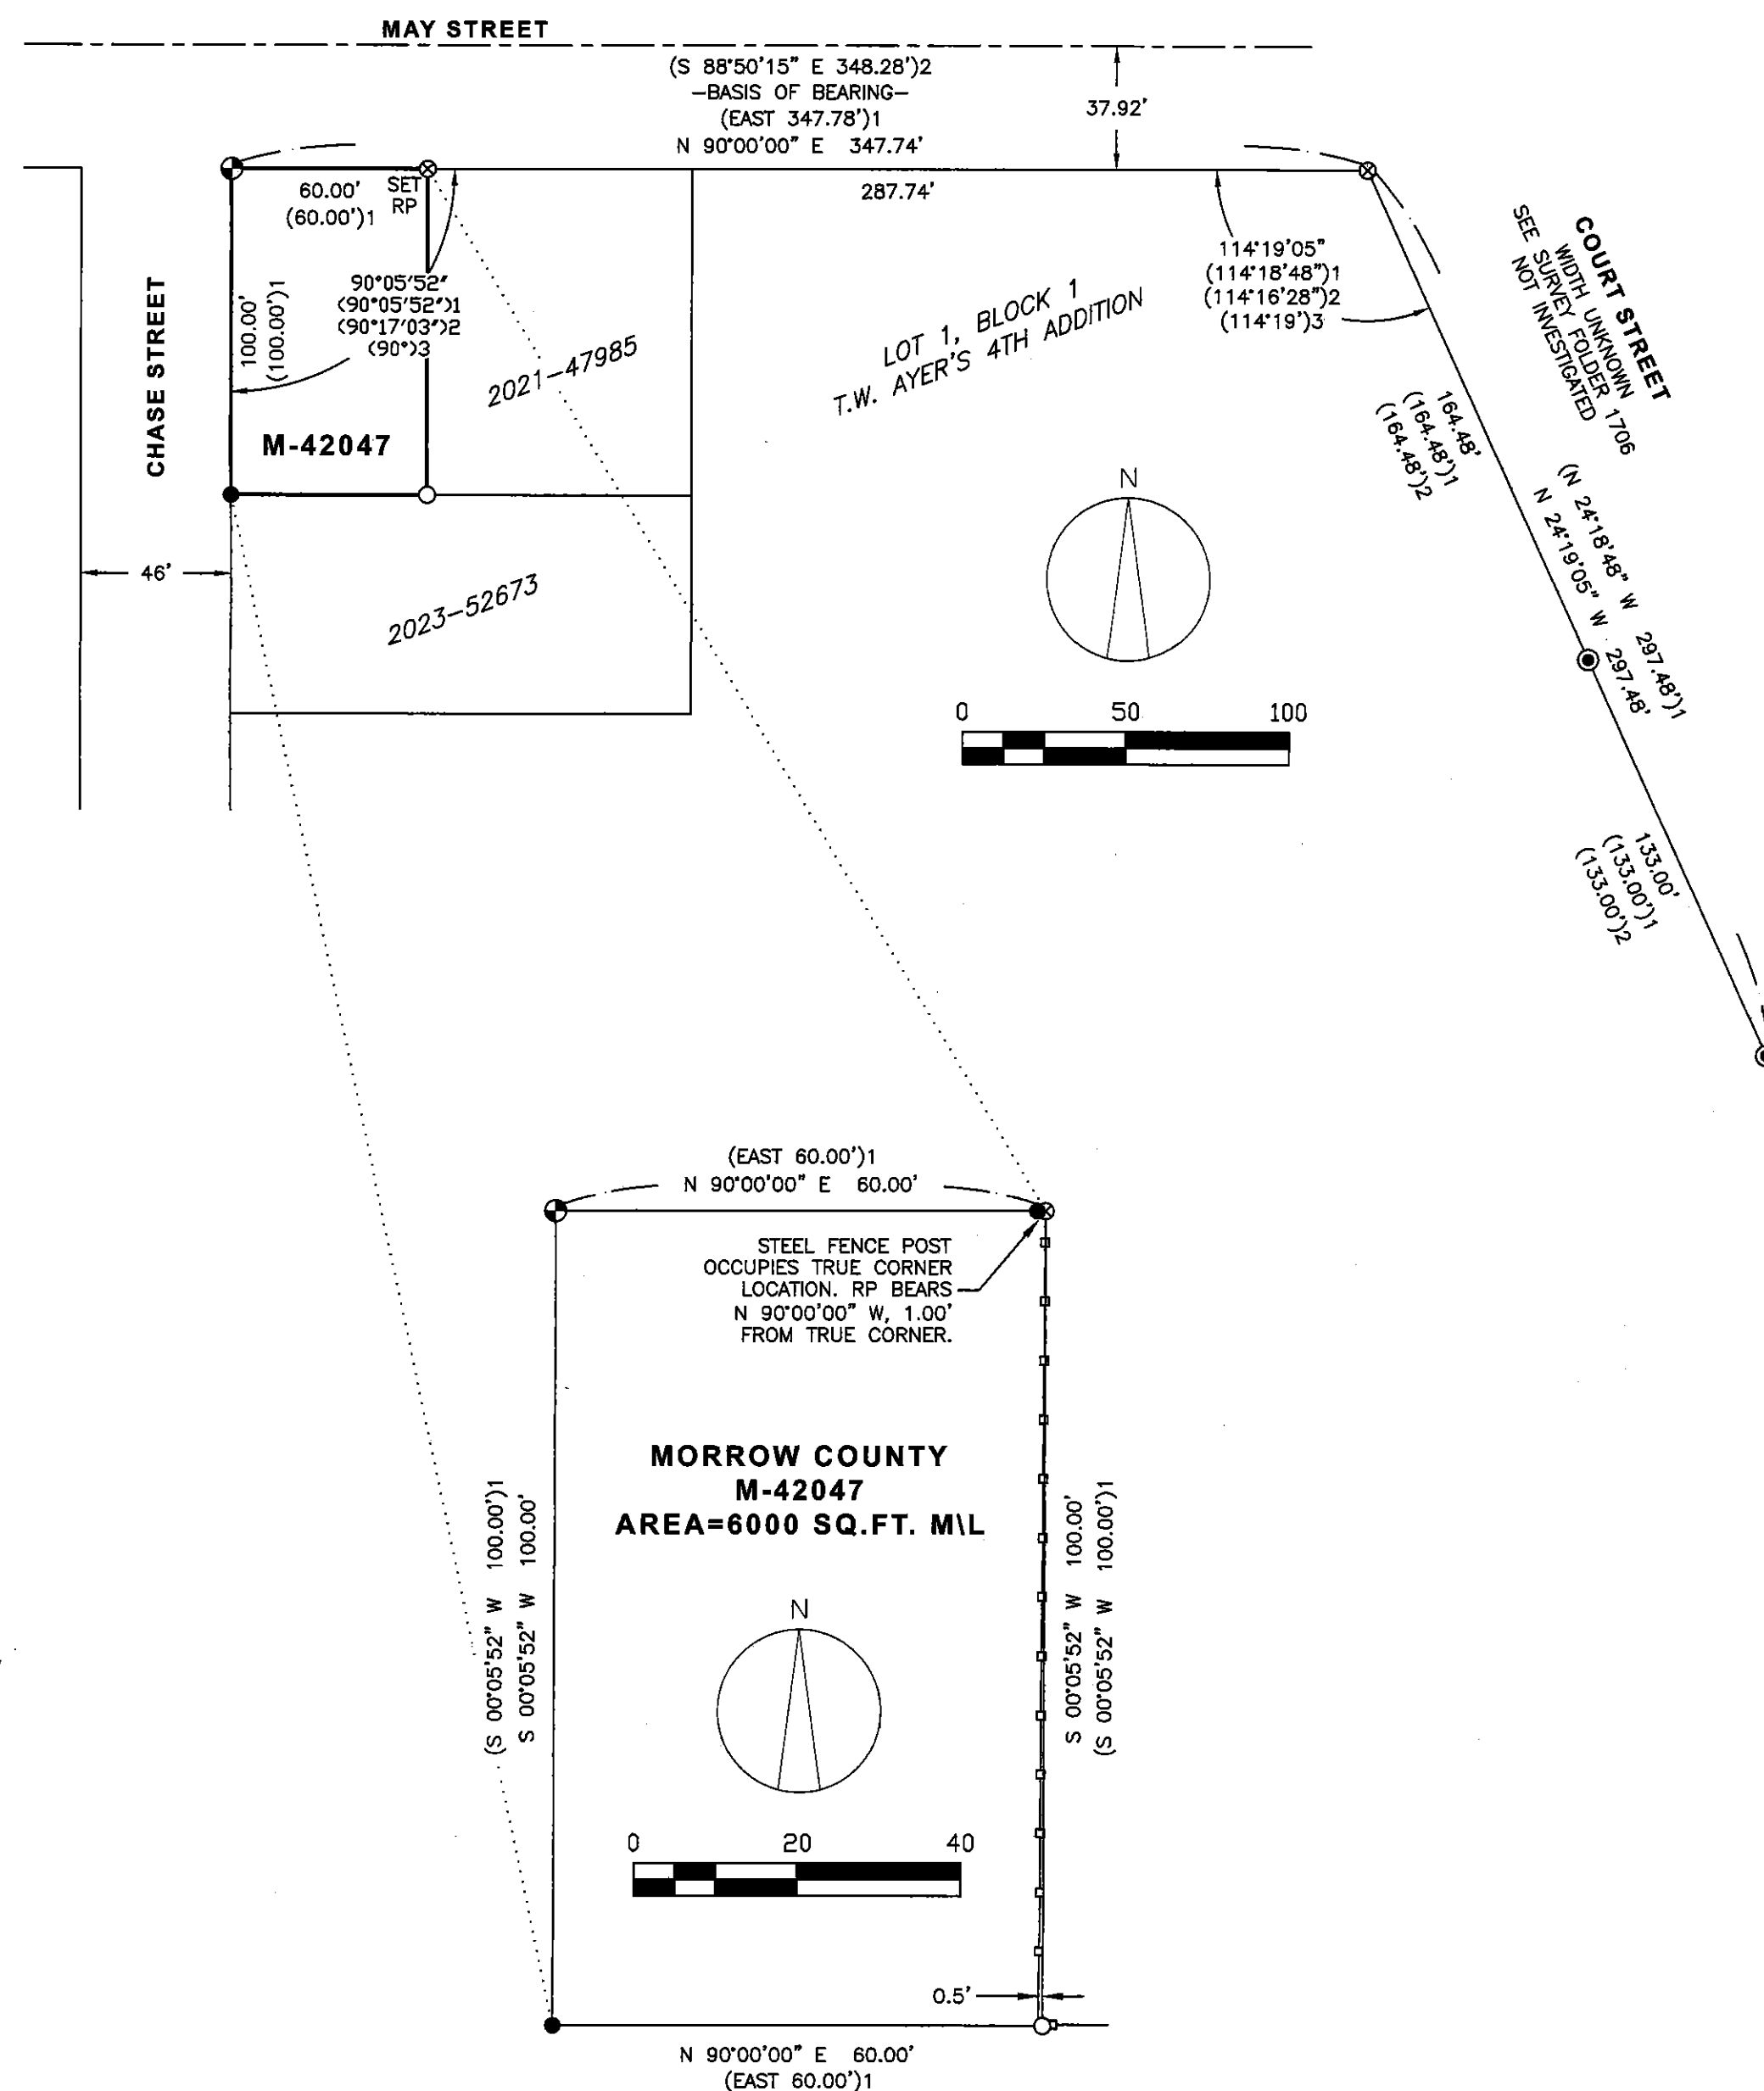 MAY STREET
(S 88°50'15" E 348.28')2
-BASIS OF BEARING-
(EAST 347.78')1
N 90°00'00" E 347.74'
37.92'
60.00'
(60.00')1
SET
RP
287.74'
CHASE STREET
100.00'
(100.00')1
90°05'52"
(90°05'52")1
(90°17'03")2
(90°)3
M-42047
2021-47985
LOT 1, BLOCK 1
T.W. AYER'S 4TH ADDITION
114°19'05"
(114°18'48")1
(114°16'28")2
(114°19')3
COURT STREET
WIDTH UNKNOWN
SEE SURVEY FOLDER 1706
NOT INVESTIGATED
164.48'
(164.48')1
(164.48')2
(N 24°18'48" W 297.48')1
N 24°19'05" W 297.48'
46'
2023-52673
N
0 50 100
133.00'
(133.00')1
(133.00')2
(EAST 60.00')1
N 90°00'00" E 60.00'
STEEL FENCE POST
OCCUPIES TRUE CORNER
LOCATION. RP BEARS
N 90°00'00" W, 1.00'
FROM TRUE CORNER.
MORROW COUNTY
M-42047
AREA=6000 SQ.FT. M\L
(S 00°05'52" W 100.00')1
S 00°05'52" W 100.00'
S 00°05'52" W 100.00'
(S 00°05'52" W 100.00')1
N
0 20 40
0.5'
N 90°00'00" E 60.00'
(EAST 60.00')1